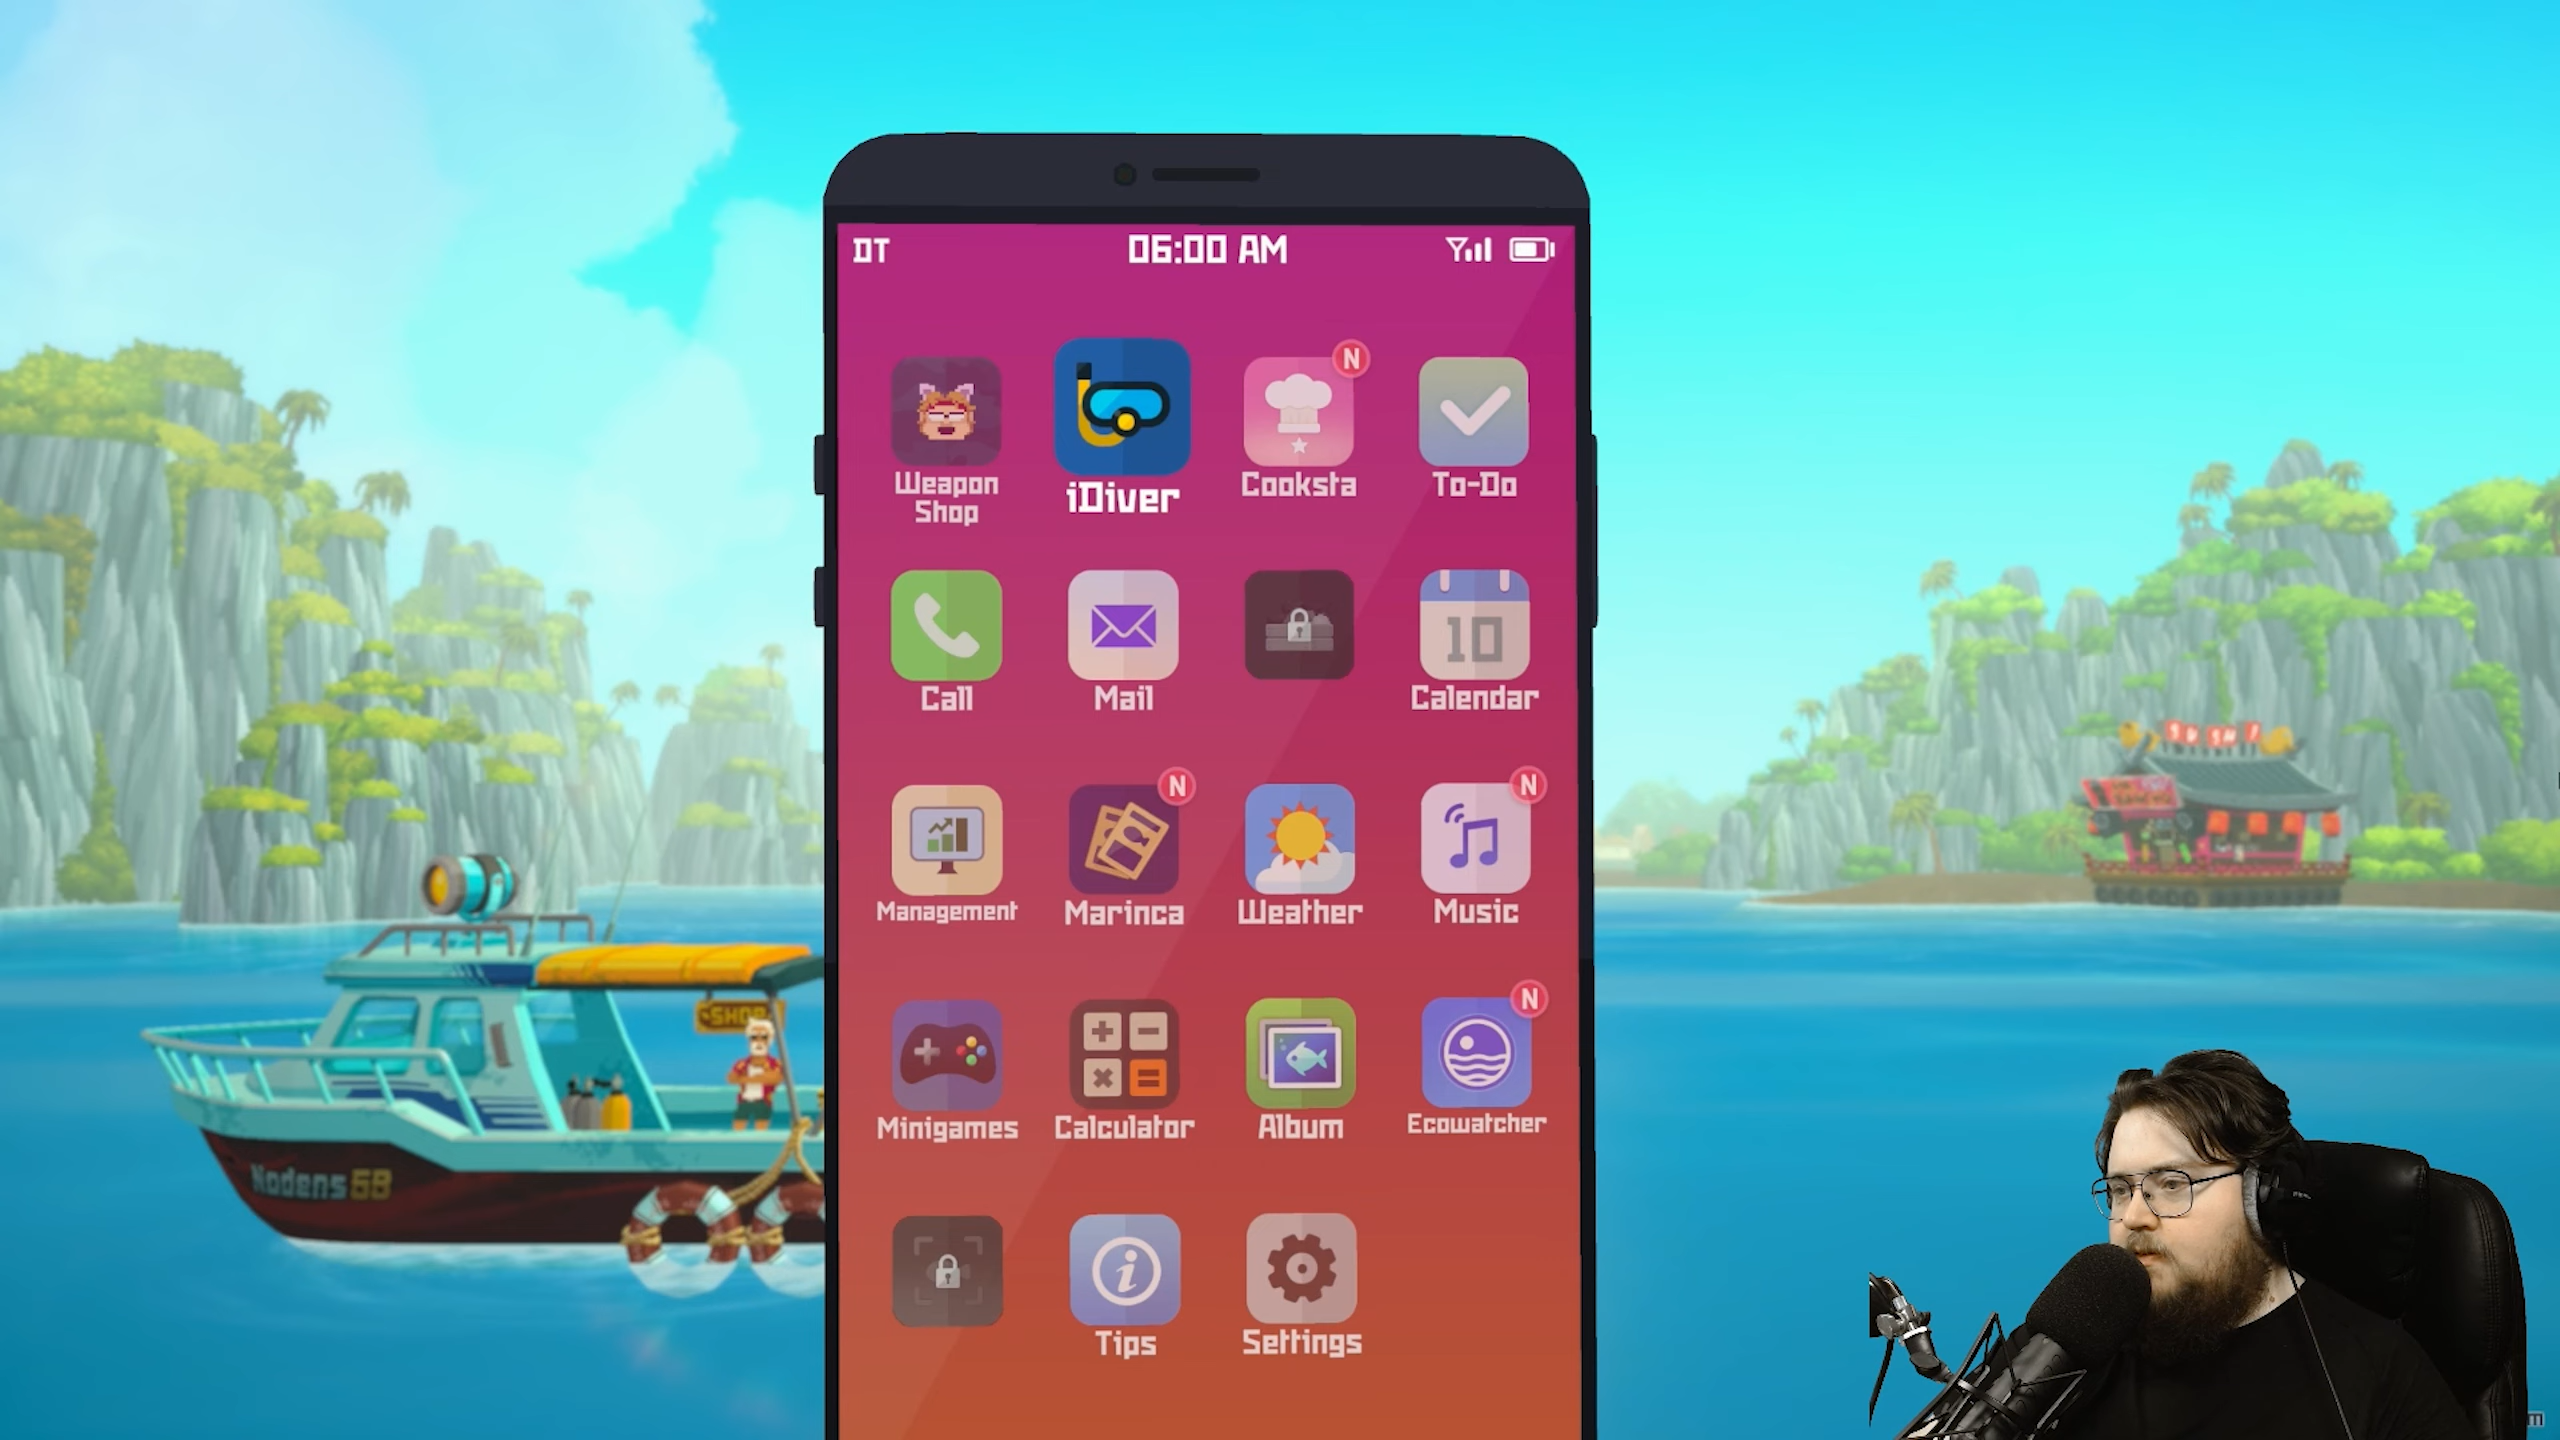 DT 06:00 AM
N
Weapon Shop
iDiver
Cooksta
To-Do
10
Call
Mail
Calendar
N
N
Management
Marinca
Weather
Music
N
Minigames
Calculator
Album
Ecowatcher
Tips
Settings
SUSHI
SHOP
Nodens 58